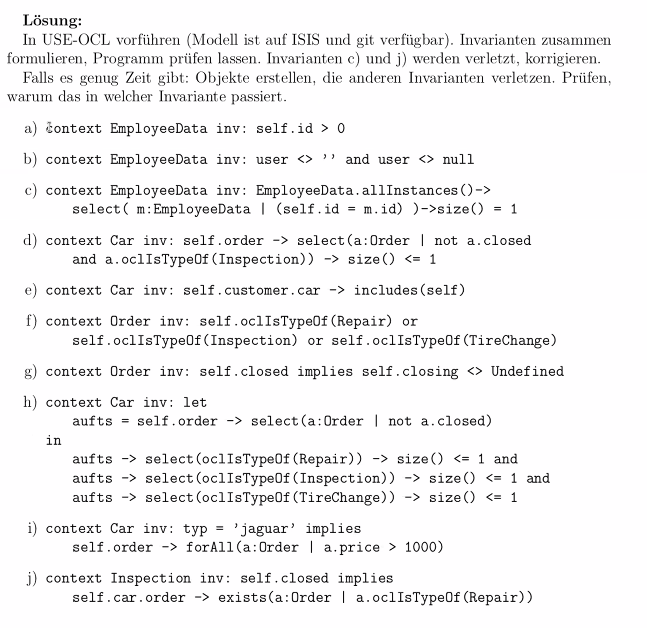 Lösung:
In USE-OCL vorführen (Modell ist auf ISIS und git verfügbar). Invarianten zusammen
formulieren, Programm prüfen lassen. Invarianten c) und j) werden verletzt, korrigieren.
Falls es genug Zeit gibt: Objekte erstellen, die anderen Invarianten verletzen. Prüfen,
warum das in welcher Invariante passiert.
a) context EmployeeData inv: self.id > 0
b) context EmployeeData inv: user <> '' and user <> null
c) context EmployeeData inv: EmployeeData.allInstances()->
select( m:EmployeeData | (self.id = m.id) )->size() = 1
d) context Car inv: self.order -> select(a:Order | not a.closed
and a.oclIsTypeOf(Inspection)) -> size() <= 1
e) context Car inv: self.customer.car -> includes(self)
f) context Order inv: self.oclIsTypeOf(Repair) or
self.oclIsTypeOf(Inspection) or self.oclIsTypeOf(TireChange)
g) context Order inv: self.closed implies self.closing <> Undefined
h) context Car inv: let
aufts = self.order -> select(a:Order | not a.closed)
in
aufts -> select(oclIsTypeOf(Repair)) -> size() <= 1 and
aufts -> select(oclIsTypeOf(Inspection)) -> size() <= 1 and
aufts -> select(oclIsTypeOf(TireChange)) -> size() <= 1
i) context Car inv: typ = 'jaguar' implies
self.order -> forAll(a:Order | a.price > 1000)
j) context Inspection inv: self.closed implies
self.car.order -> exists(a:Order | a.oclIsTypeOf(Repair))